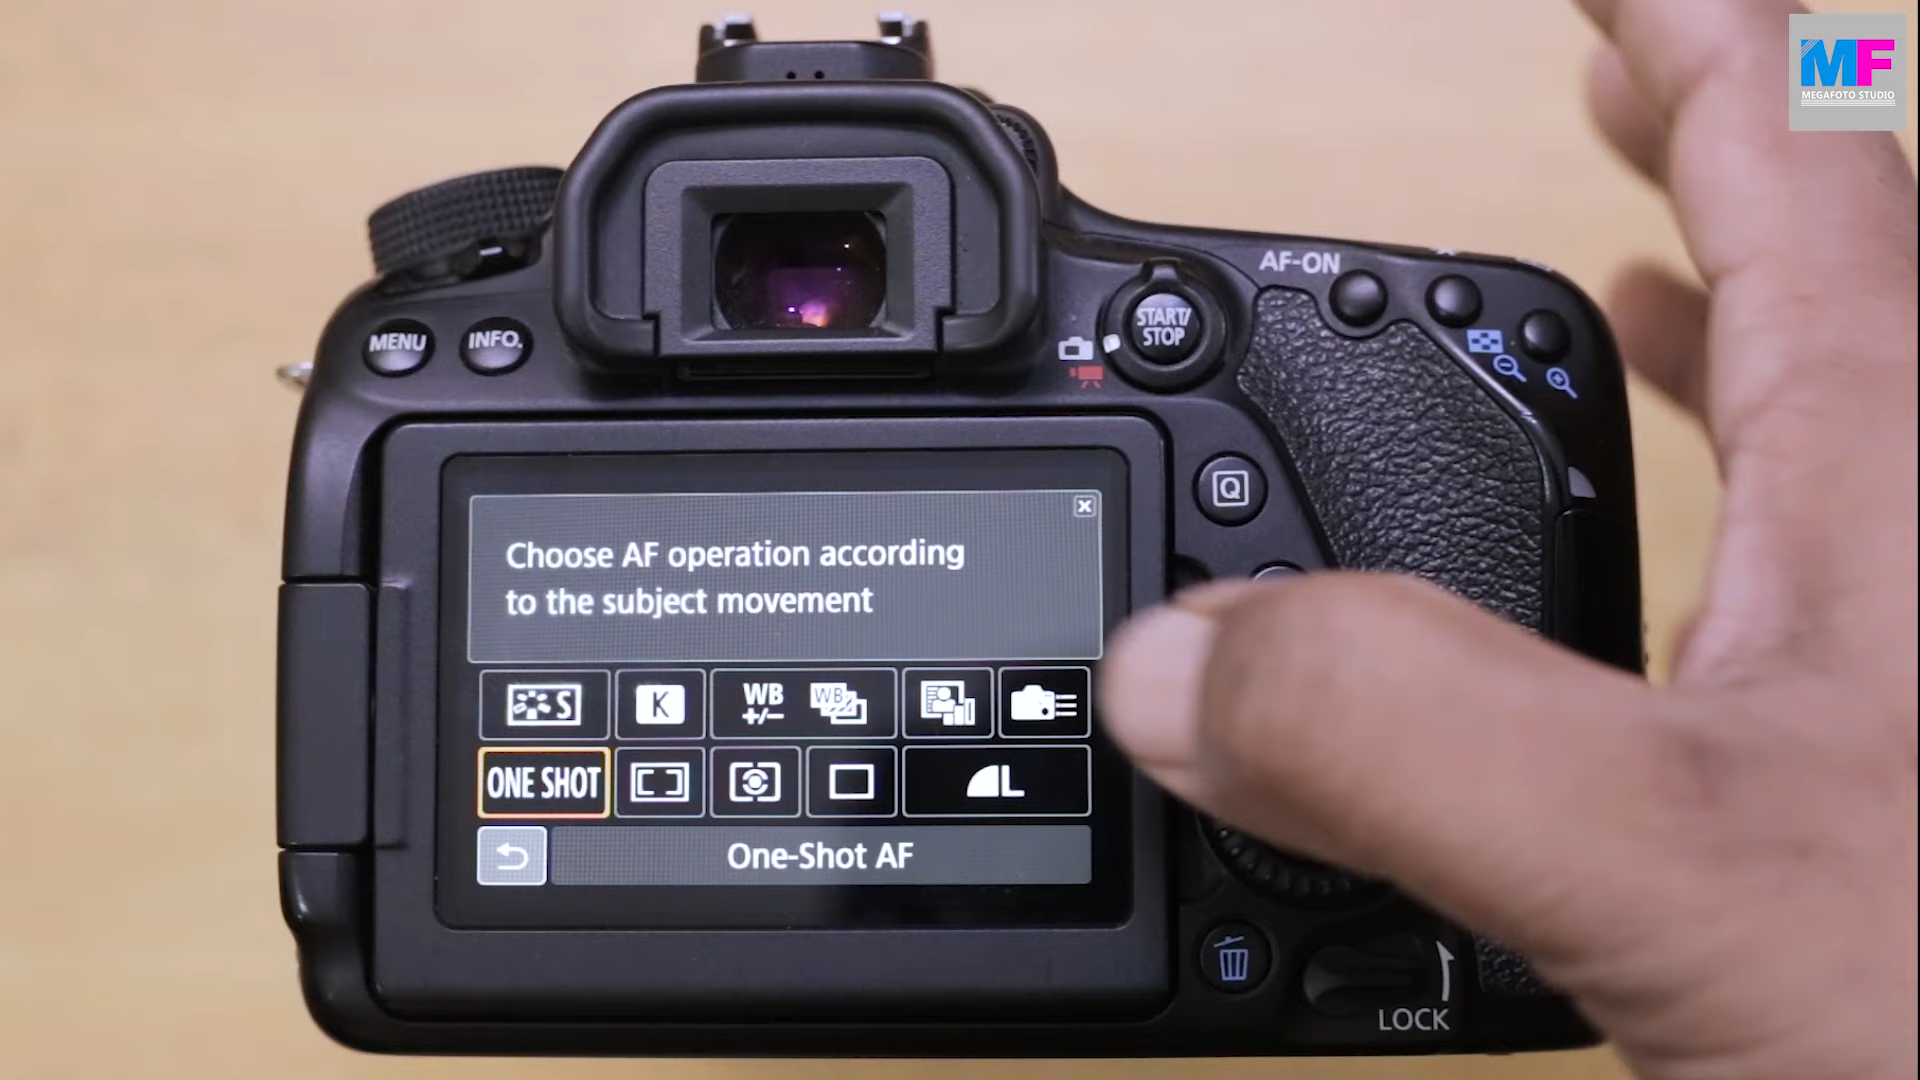 MF
MEGAFOTO STUDIO
AF-ON
MENU
INFO.
START/
STOP
Q
Choose AF operation according
to the subject movement
S
K
WB
+/-
WB
ONE SHOT
L
One-Shot AF
LOCK